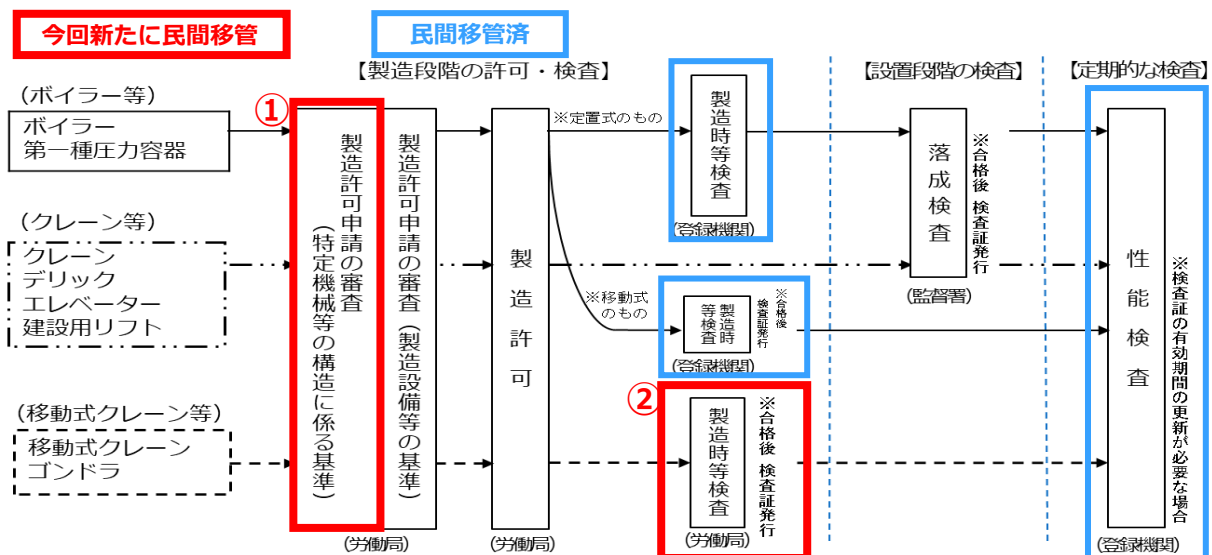 今回新たに民間移管
民間移管済
【製造段階の許可・検査】
【設置段階の検査】
【定期的な検査】
(ボイラー等)
ボイラー
第一種圧力容器
(クレーン等)
クレーン
デリック
エレベーター
建設用リフト
(移動式クレーン等)
移動式クレーン
ゴンドラ
①
製造許可申請の審査
(特定機械等の構造に係る基準)
製造許可申請の審査(製造設備等の基準)
(労働局)
製造許可
(労働局)
※定置式のもの
製造時等検査
(登録機関)
※移動式
のもの
製造時
等検査
※合格後
検査証発行
(登録機関)
②
製造時等検査
※合格後 検査証発行
(労働局)
落成検査
※合格後 検査証発行
(監督署)
性能検査
※検査証の有効期間の更新が必要な場合
(登録機関)